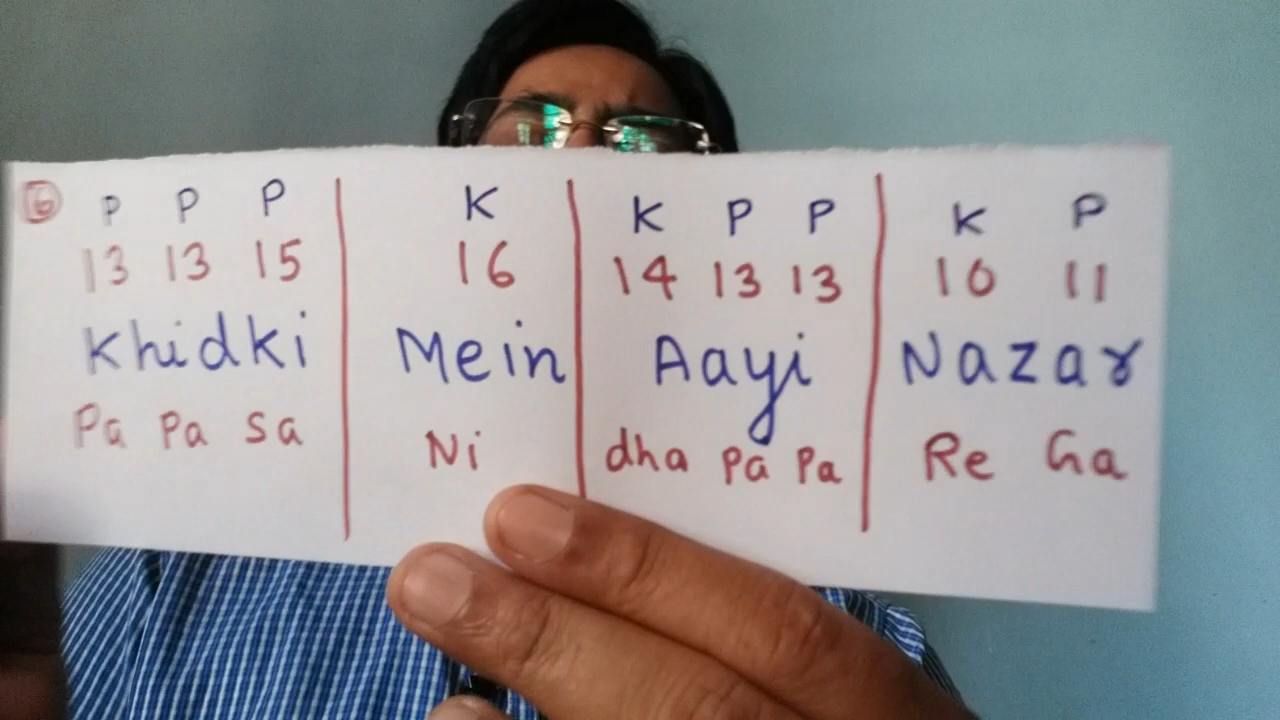 6 P P P | K | K P P | K P
13 13 15 | 16 | 14 13 13 | 10 11
Khidki | Mein | Aayi | Nazar
Pa Pa Sa | Ni | dha Pa Pa | Re Ga